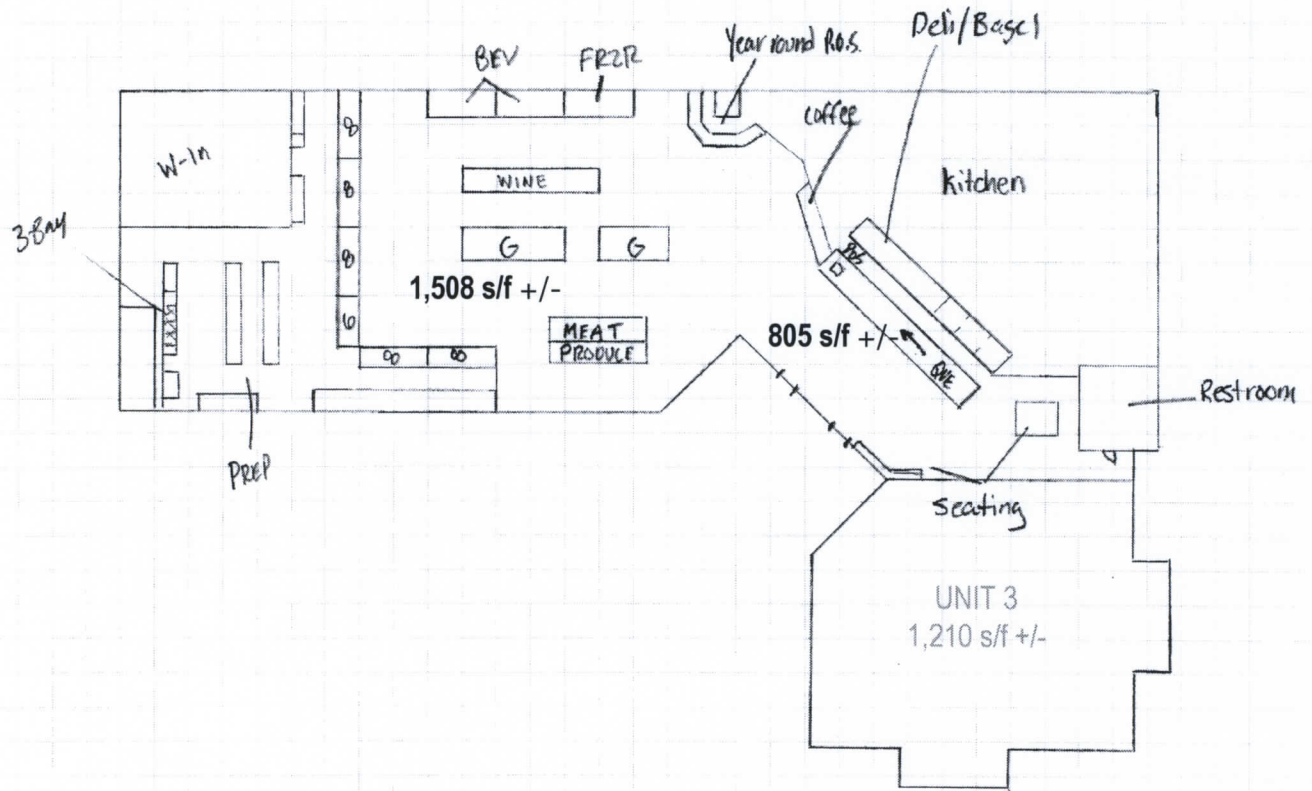 Deli/Bagel
Year round R.O.S.
BEV
FRZR
coffee
W-In
Kitchen
WINE
3-Bay
G
G
1,508 s/f +/-
MEAT
PRODUCE
805 s/f +/-
Restroom
PREP
Seating
UNIT 3
1,210 s/f +/-